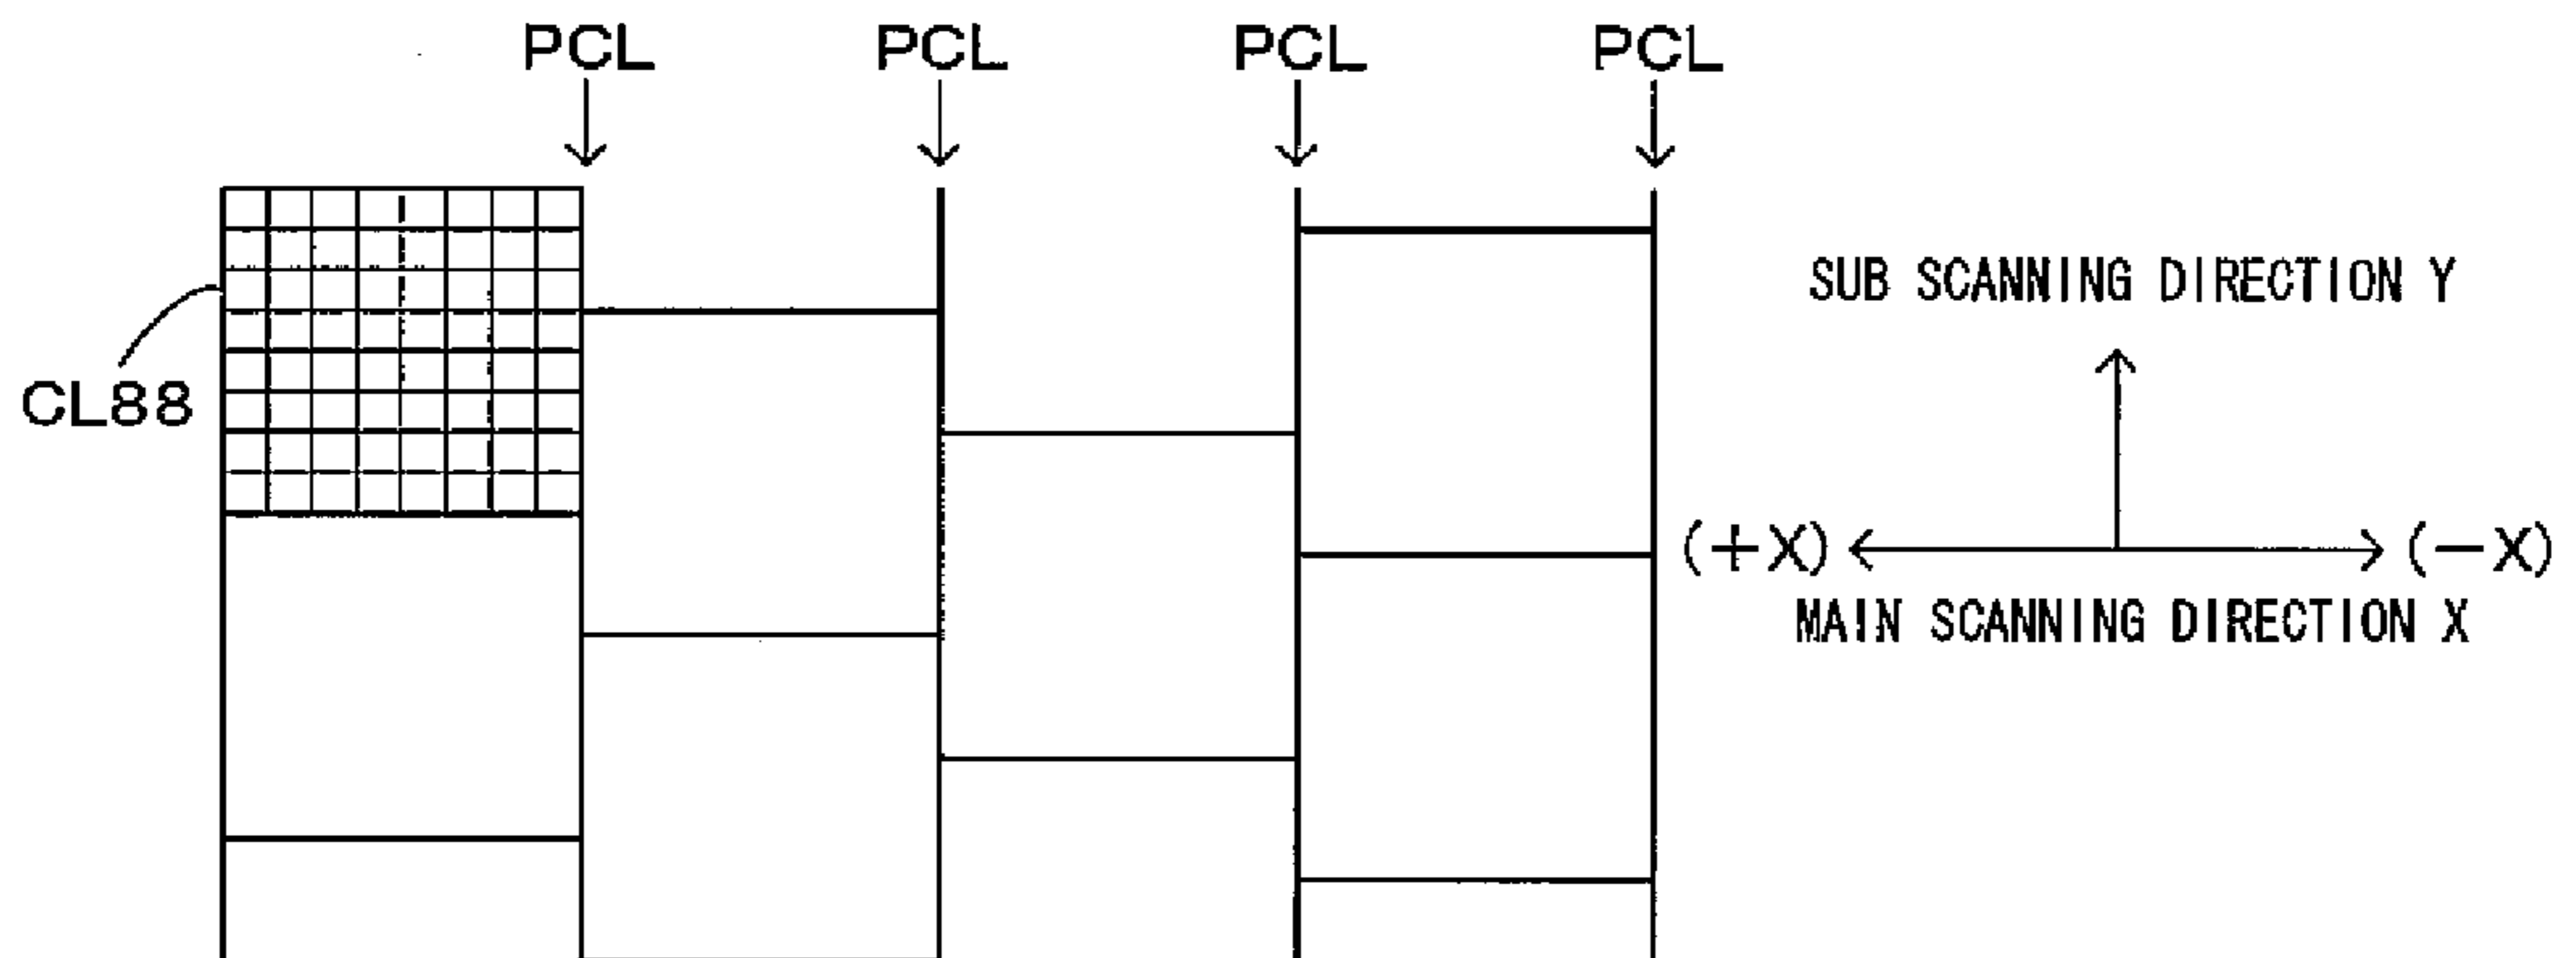 PCL PCL PCL PCL
SUB SCANNING DIRECTION Y
CL88
(+X) (−X)
MAIN SCANNING DIRECTION X